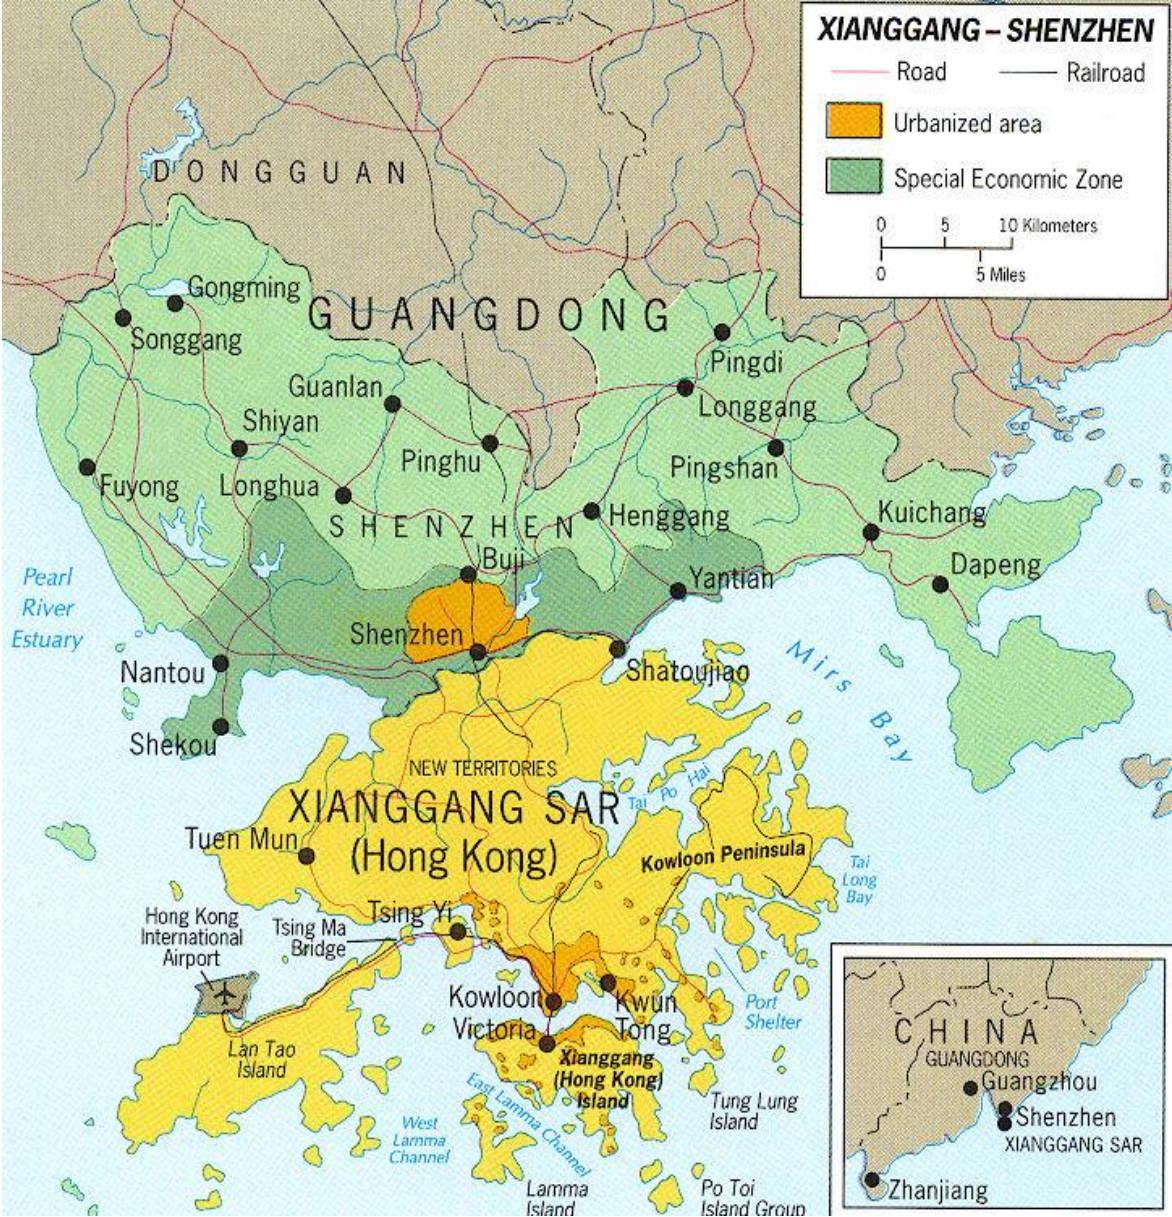 XIANGGANG – SHENZHEN
Road
Railroad
Urbanized area
Special Economic Zone
0 5 10 Kilometers
0 5 Miles
DONGGUAN
GUANGDONG
Gongming
Songgang
Pingdi
Guanlan
Longgang
Shiyan
Pinghu
Pingshan
Fuyong
Longhua
SHENZHEN
Henggang
Kuichang
Buji
Yantian
Dapeng
Pearl
River
Estuary
Shenzhen
Nantou
Shatoujiao
Mirs Bay
Shekou
NEW TERRITORIES
Tai Po Hai
XIANGGANG SAR
(Hong Kong)
Tuen Mun
Kowloon Peninsula
Tai
Long
Bay
Hong Kong
International
Airport
Tsing Ma
Bridge
Tsing Yi
Kowloon
Kwun
Tong
Victoria
Port
Shelter
Lan Tao
Island
Xianggang
(Hong Kong)
Island
Tung Lung
Island
West
Lamma
Channel
East Lamma Channel
Lamma
Island
Po Toi
Island Group
CHINA
GUANGDONG
Guangzhou
Shenzhen
XIANGGANG SAR
Zhanjiang